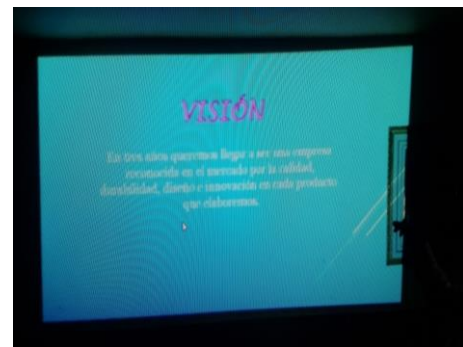 VISIÓN
En tres años queremos llegar a ser una empresa
reconocida en el mercado por la calidad,
durabilidad, diseño e innovación en cada producto
que elaboremos.